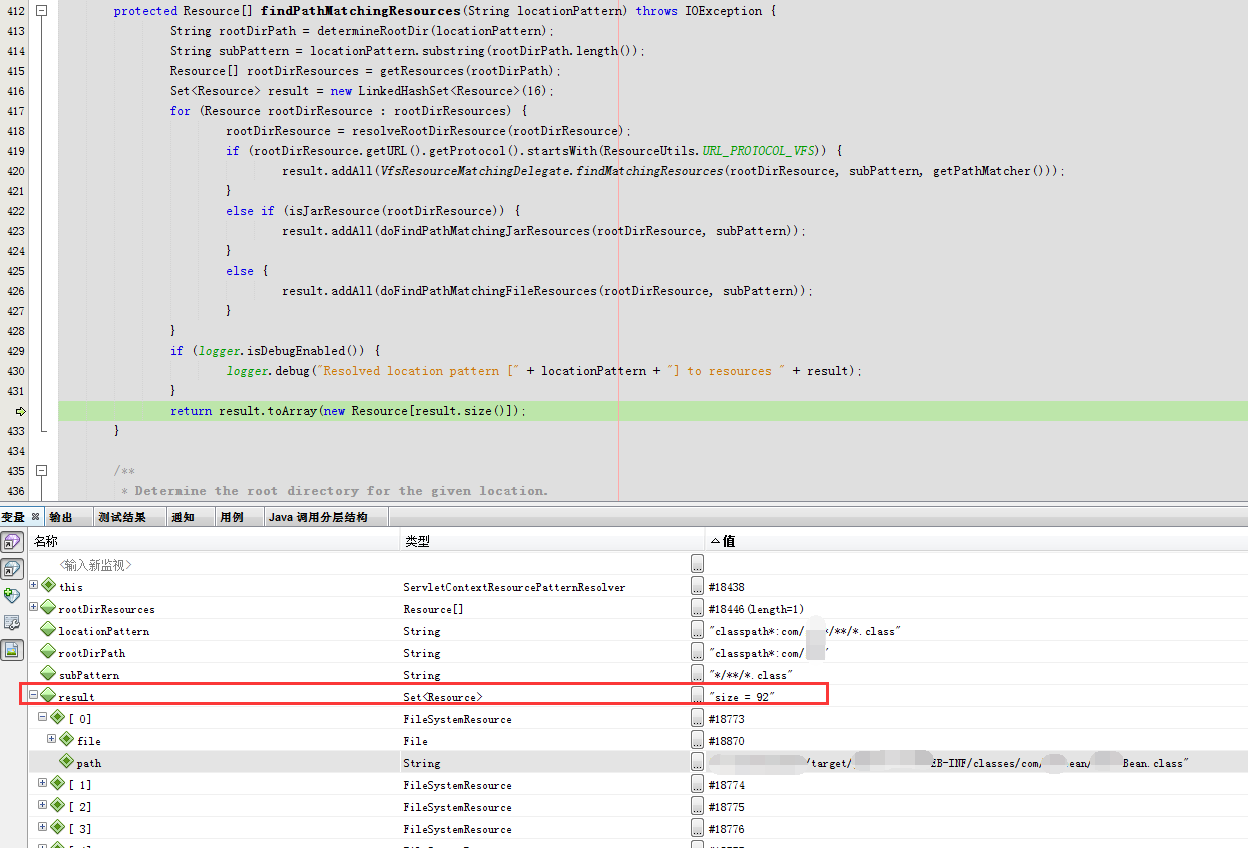 412 protected Resource[] findPathMatchingResources(String locationPattern) throws IOException {
413 String rootDirPath = determineRootDir(locationPattern);
414 String subPattern = locationPattern.substring(rootDirPath.length());
415 Resource[] rootDirResources = getResources(rootDirPath);
416 Set<Resource> result = new LinkedHashSet<Resource>(16);
417 for (Resource rootDirResource : rootDirResources) {
418 rootDirResource = resolveRootDirResource(rootDirResource);
419 if (rootDirResource.getURL().getProtocol().startsWith(ResourceUtils.URL_PROTOCOL_VFS)) {
420 result.addAll(VfsResourceMatchingDelegate.findMatchingResources(rootDirResource, subPattern, getPathMatcher()));
421 }
422 else if (isJarResource(rootDirResource)) {
423 result.addAll(doFindPathMatchingJarResources(rootDirResource, subPattern));
424 }
425 else {
426 result.addAll(doFindPathMatchingFileResources(rootDirResource, subPattern));
427 }
428 }
429 if (logger.isDebugEnabled()) {
430 logger.debug("Resolved location pattern [" + locationPattern + "] to resources " + result);
431 }
return result.toArray(new Resource[result.size()]);
433 }
434
435 /**
436 * Determine the root directory for the given location.
变量 输出 测试结果 通知 用例 Java 调用分层结构
名称 类型 值
<输入新监视> ...
this ServletContextResourcePatternResolver ... #18438
rootDirResources Resource[] ... #18446(length=1)
locationPattern String ... "classpath*:com/ /**/*.class"
rootDirPath String ... "classpath*:com/
subPattern String ... "*/**/*.class"
result Set<Resource> ... "size = 92"
[ 0] FileSystemResource ... #18773
file File ... #18870
path String ... /target/ EB-INF/classes/com/ ean/ Bean.class"
[ 1] FileSystemResource ... #18774
[ 2] FileSystemResource ... #18775
[ 3] FileSystemResource ... #18776